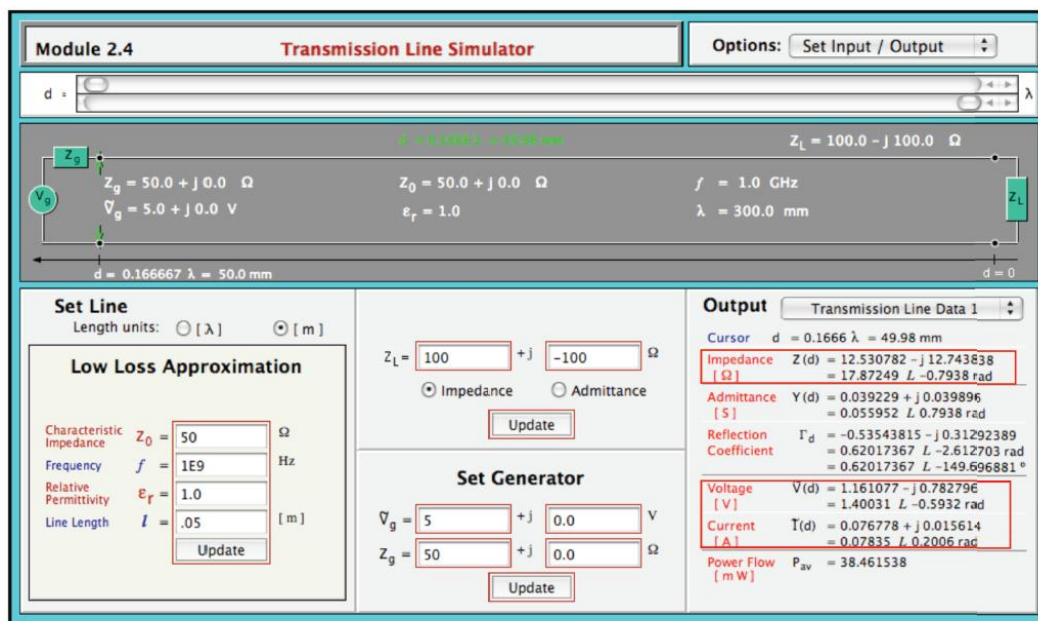 Module 2.4
Transmission Line Simulator
Options: Set Input / Output
d = λ
Z_L = 100.0 – j 100.0 Ω
Z_g
Z_g = 50.0 + j 0.0 Ω
Z_0 = 50.0 + j 0.0 Ω
f = 1.0 GHz
V_g
Ṽ_g = 5.0 + j 0.0 V
ε_r = 1.0
λ = 300.0 mm
Z_L
d = 0.166667 λ = 50.0 mm
d = 0
Set Line
Length units: [ λ ] [ m ]
Low Loss Approximation
Characteristic Impedance Z_0 = 50 Ω
Frequency f = 1E9 Hz
Relative Permittivity ε_r = 1.0
Line Length l = .05 [ m ]
Update
Z_L = 100 + j -100 Ω
Impedance Admittance
Update
Set Generator
Ṽ_g = 5 + j 0.0 V
Z_g = 50 + j 0.0 Ω
Update
Output Transmission Line Data 1
Cursor d = 0.1666 λ = 49.98 mm
Impedance Z(d) = 12.530782 – j 12.743838
[ Ω ] = 17.87249 L -0.7938 rad
Admittance Y(d) = 0.039229 + j 0.039896
[ S ] = 0.055952 L 0.7938 rad
Reflection Γ_d = -0.53543815 – j 0.31292389
Coefficient = 0.62017367 L -2.612703 rad
= 0.62017367 L -149.696881 °
Voltage Ṽ(d) = 1.161077 – j 0.782796
[ V ] = 1.40031 L -0.5932 rad
Current Ĩ(d) = 0.076778 + j 0.015614
[ A ] = 0.07835 L 0.2006 rad
Power Flow P_av = 38.461538
[ mW ]